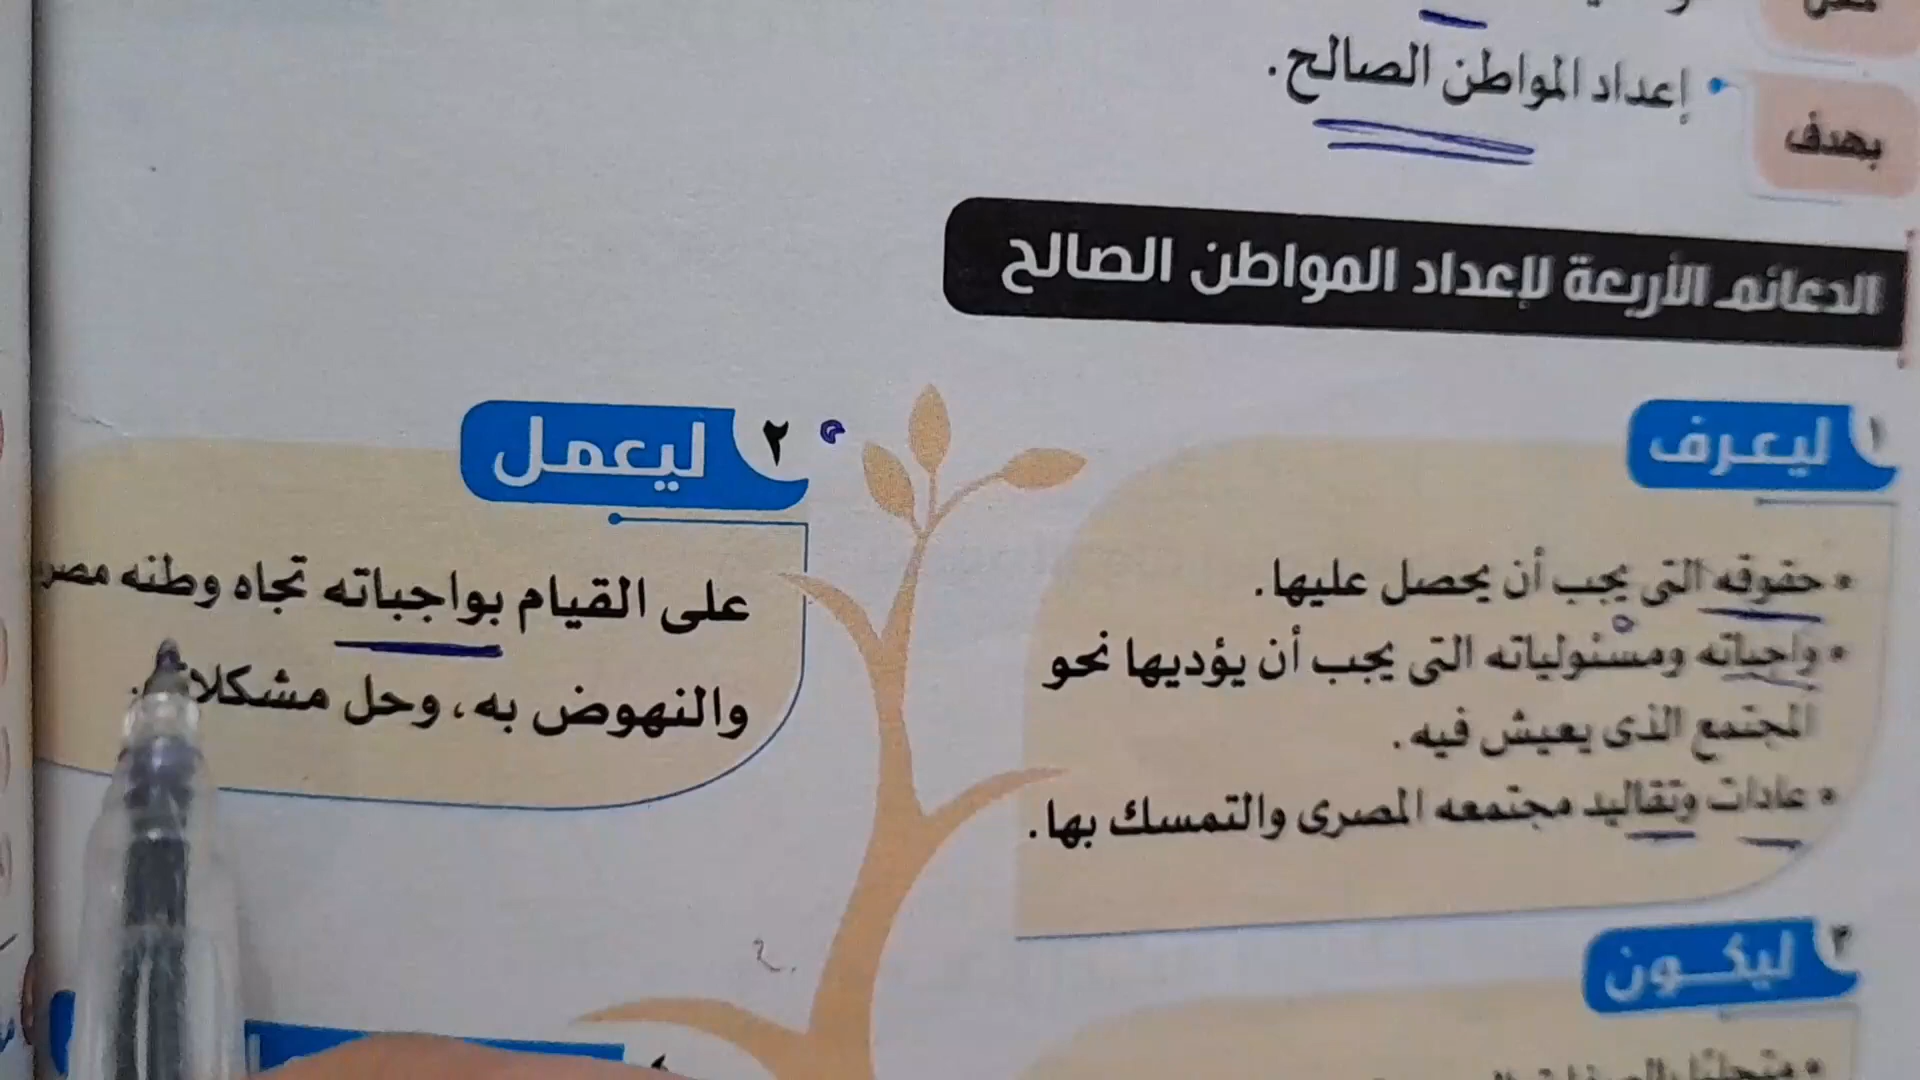 إعداد المواطن الصالح.
بهدف
الدعائم الأربعة لإعداد المواطن الصالح
١ ليعرف
• حقوقه التى يجب أن يحصل عليها.
• واجباته ومسئولياته التى يجب أن يؤديها نحو
المجتمع الذى يعيش فيه.
• عادات وتقاليد مجتمعه المصرى والتمسك بها.
٢ ليعمل
على القيام بواجباته تجاه وطنه مصر
والنهوض به، وحل
٣ ليكون